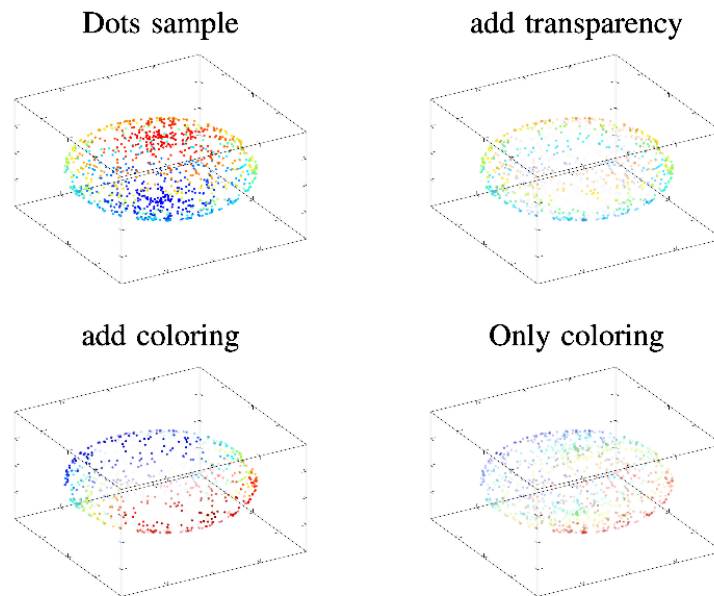 Dots sample
add transparency
add coloring
Only coloring